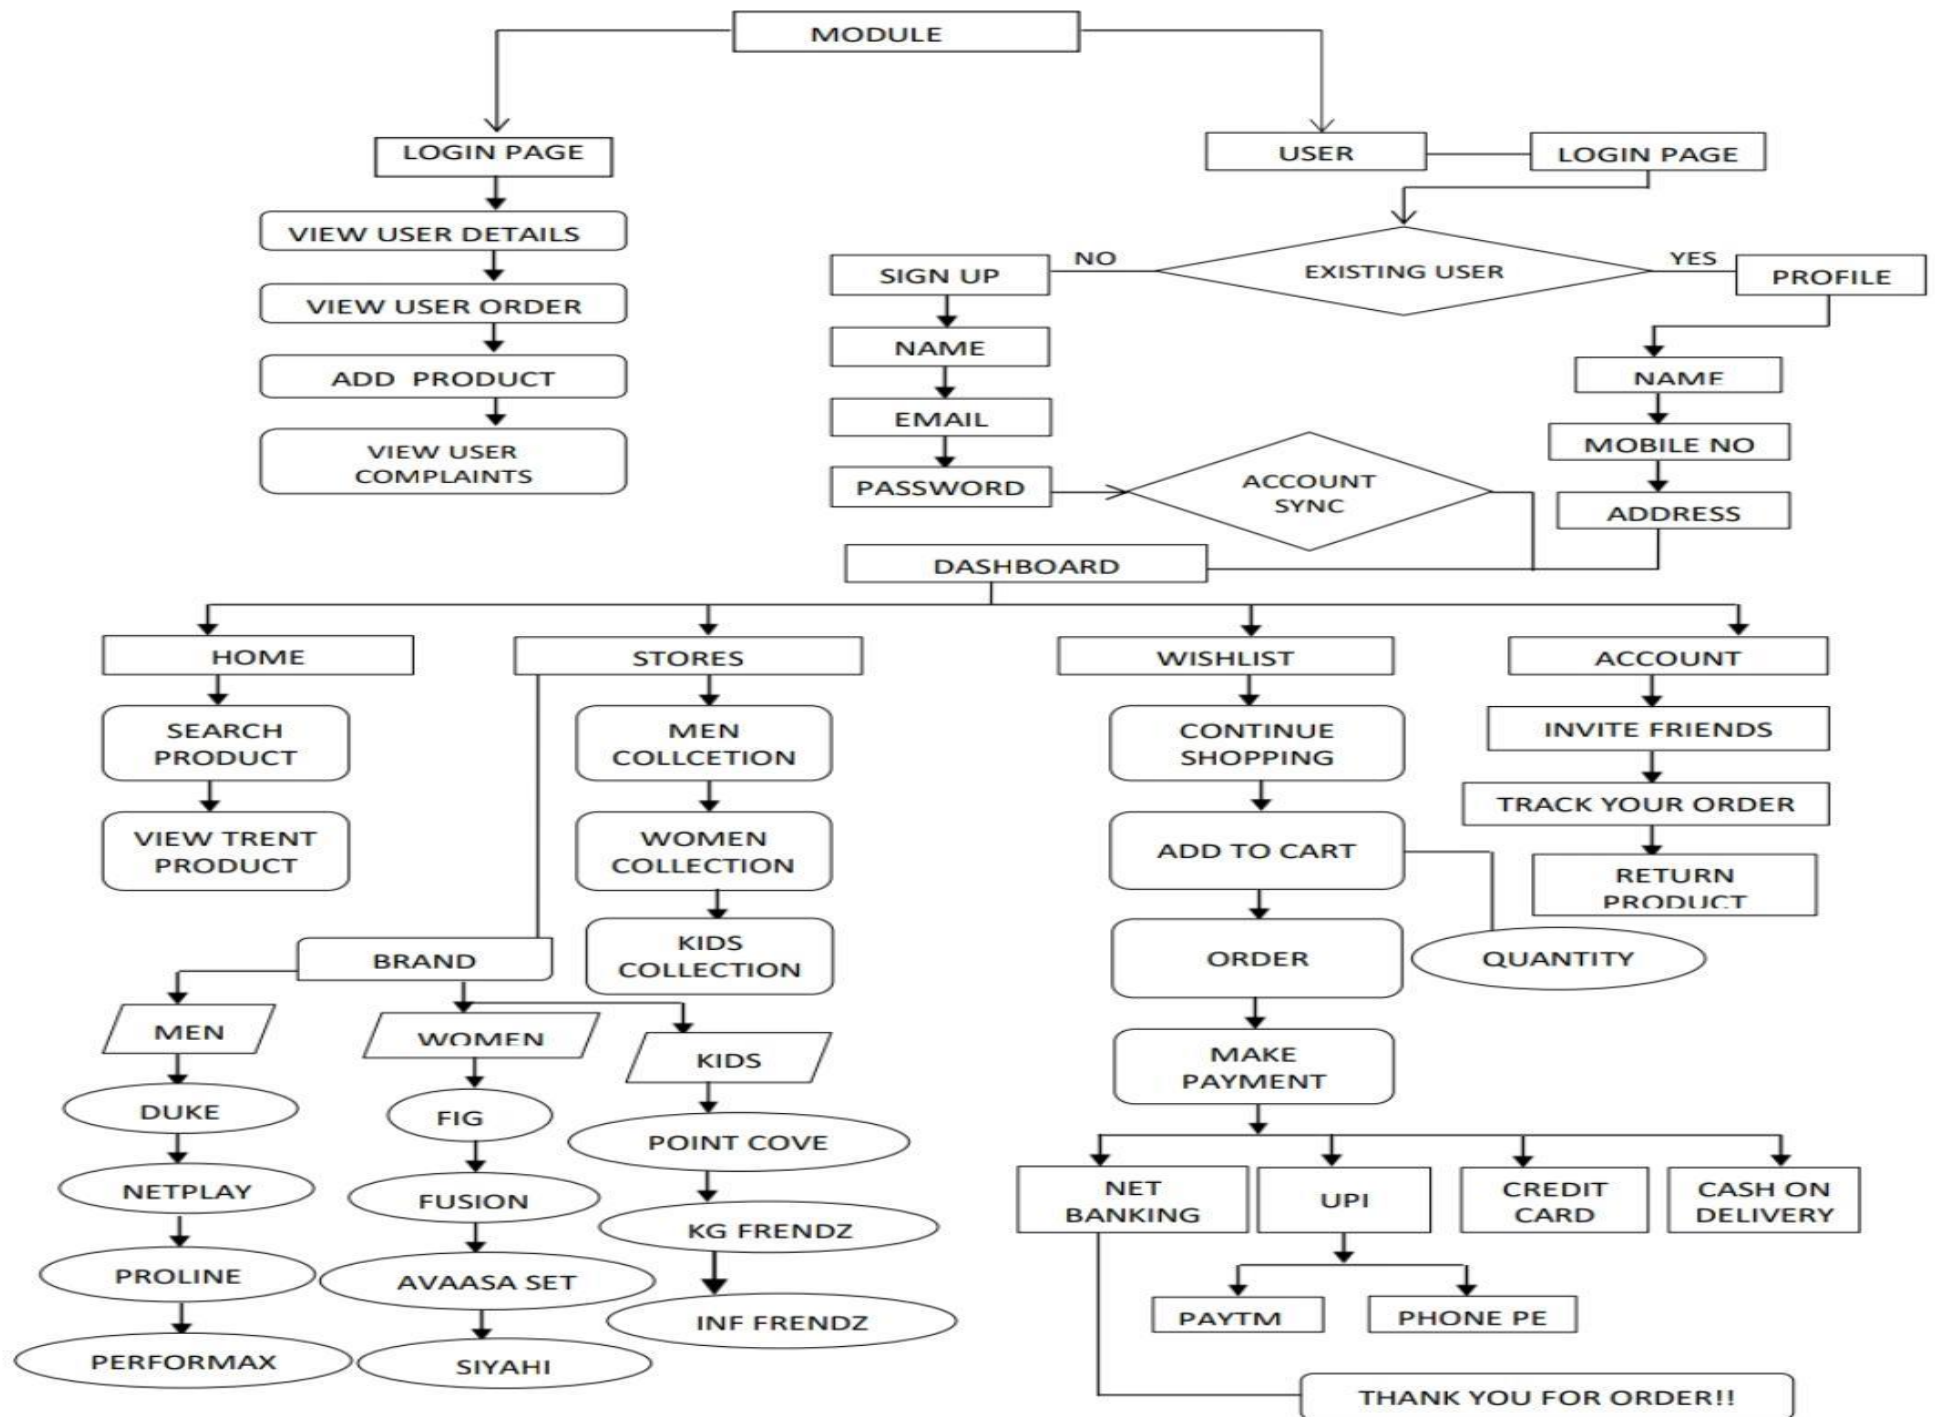 MODULE
LOGIN PAGE
USER
LOGIN PAGE
VIEW USER DETAILS
VIEW USER ORDER
ADD PRODUCT
VIEW USER
COMPLAINTS
NO
EXISTING USER
YES
SIGN UP
PROFILE
NAME
EMAIL
PASSWORD
ACCOUNT
SYNC
NAME
MOBILE NO
ADDRESS
DASHBOARD
HOME
STORES
WISHLIST
ACCOUNT
SEARCH
PRODUCT
VIEW TRENT
PRODUCT
MEN
COLLCETION
WOMEN
COLLECTION
KIDS
COLLECTION
CONTINUE
SHOPPING
ADD TO CART
ORDER
QUANTITY
MAKE
PAYMENT
INVITE FRIENDS
TRACK YOUR ORDER
RETURN
PRODUCT
BRAND
MEN
WOMEN
KIDS
DUKE
NETPLAY
PROLINE
PERFORMAX
FIG
FUSION
AVAASA SET
SIYAHI
POINT COVE
KG FRENDZ
INF FRENDZ
NET
BANKING
UPI
CREDIT
CARD
CASH ON
DELIVERY
PAYTM
PHONE PE
THANK YOU FOR ORDER!!